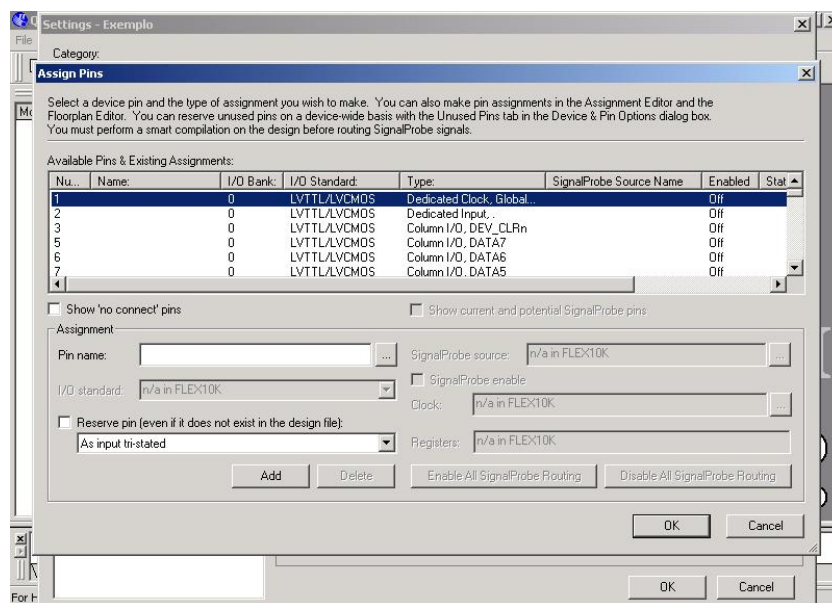 Settings - Exemplo
File
Category:
Assign Pins
Select a device pin and the type of assignment you wish to make. You can also make pin assignments in the Assignment Editor and the
Floorplan Editor. You can reserve unused pins on a device-wide basis with the Unused Pins tab in the Device & Pin Options dialog box.
You must perform a smart compilation on the design before routing SignalProbe signals.
Available Pins & Existing Assignments:
Nu... Name: I/O Bank: I/O Standard: Type: SignalProbe Source Name Enabled Stat
1 0 LVTTL/LVCMOS Dedicated Clock, Global... Off
2 0 LVTTL/LVCMOS Dedicated Input, . Off
3 0 LVTTL/LVCMOS Column I/O, DEV_CLRn Off
5 0 LVTTL/LVCMOS Column I/O, DATA7 Off
6 0 LVTTL/LVCMOS Column I/O, DATA6 Off
7 0 LVTTL/LVCMOS Column I/O, DATA5 Off
Show 'no connect' pins Show current and potential SignalProbe pins
Assignment
Pin name: ... SignalProbe source: n/a in FLEX10K ...
I/O standard: n/a in FLEX10K SignalProbe enable
Clock: n/a in FLEX10K ...
Reserve pin (even if it does not exist in the design file):
As input tri-stated Registers: n/a in FLEX10K
Add Delete Enable All SignalProbe Routing Disable All SignalProbe Routing
OK Cancel
OK Cancel
For H